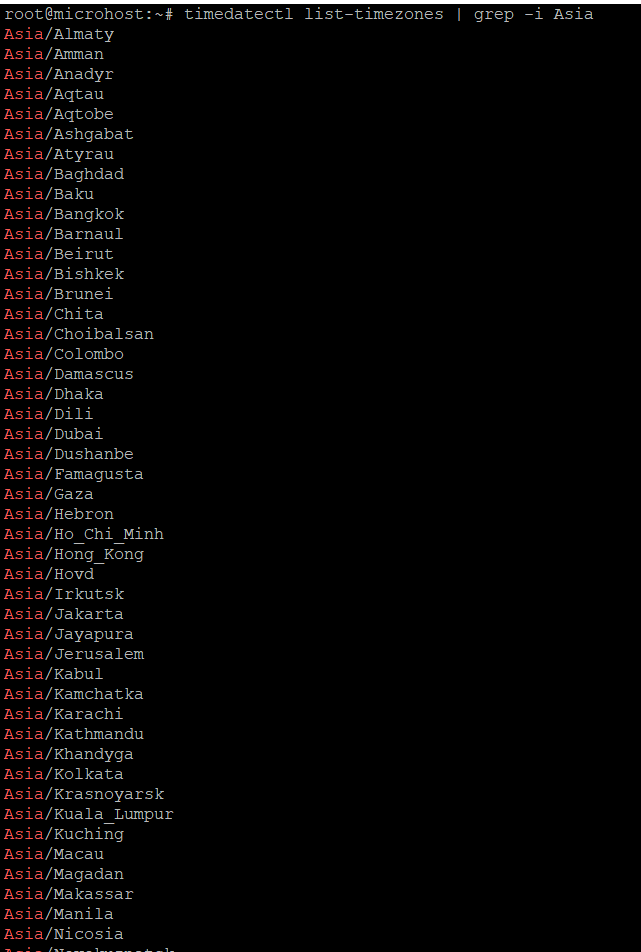 root@microhost:~# timedatectl list-timezones | grep -i Asia
Asia/Almaty
Asia/Amman
Asia/Anadyr
Asia/Aqtau
Asia/Aqtobe
Asia/Ashgabat
Asia/Atyrau
Asia/Baghdad
Asia/Baku
Asia/Bangkok
Asia/Barnaul
Asia/Beirut
Asia/Bishkek
Asia/Brunei
Asia/Chita
Asia/Choibalsan
Asia/Colombo
Asia/Damascus
Asia/Dhaka
Asia/Dili
Asia/Dubai
Asia/Dushanbe
Asia/Famagusta
Asia/Gaza
Asia/Hebron
Asia/Ho_Chi_Minh
Asia/Hong_Kong
Asia/Hovd
Asia/Irkutsk
Asia/Jakarta
Asia/Jayapura
Asia/Jerusalem
Asia/Kabul
Asia/Kamchatka
Asia/Karachi
Asia/Kathmandu
Asia/Khandyga
Asia/Kolkata
Asia/Krasnoyarsk
Asia/Kuala_Lumpur
Asia/Kuching
Asia/Macau
Asia/Magadan
Asia/Makassar
Asia/Manila
Asia/Nicosia